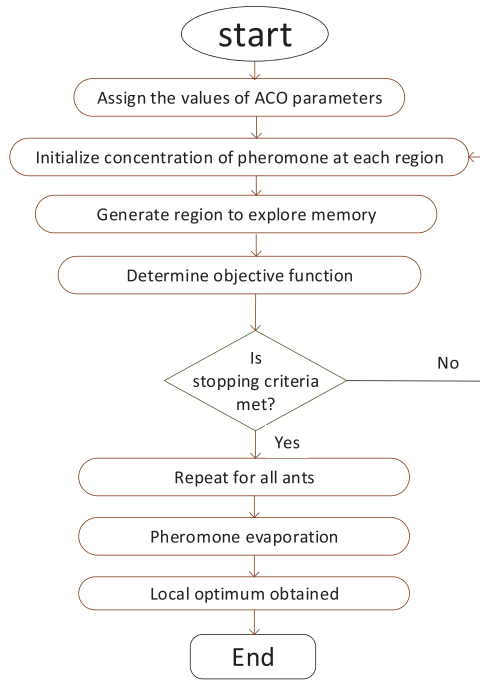 start
Assign the values of ACO parameters
Initialize concentration of pheromone at each region
Generate region to explore memory
Determine objective function
Is
stopping criteria
met?
No
Yes
Repeat for all ants
Pheromone evaporation
Local optimum obtained
End